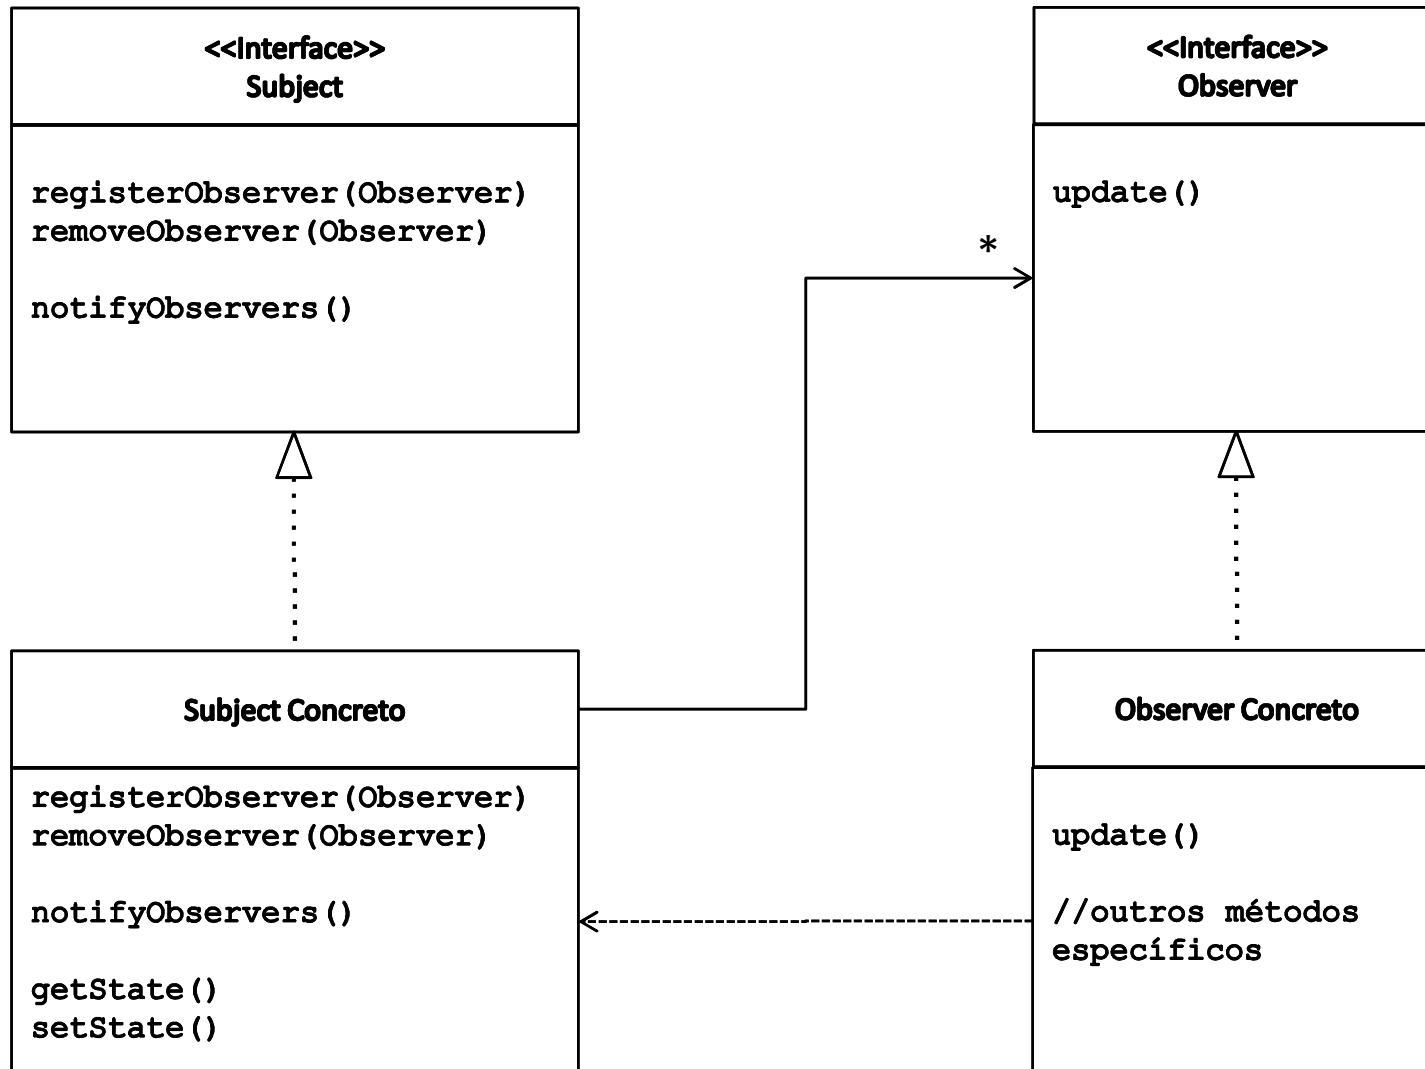 <<Interface>>
Subject
registerObserver(Observer)
removeObserver(Observer)
notifyObservers()
<<Interface>>
Observer
update()
*
Subject Concreto
registerObserver(Observer)
removeObserver(Observer)
notifyObservers()
getState()
setState()
Observer Concreto
update()
//outros métodos
específicos